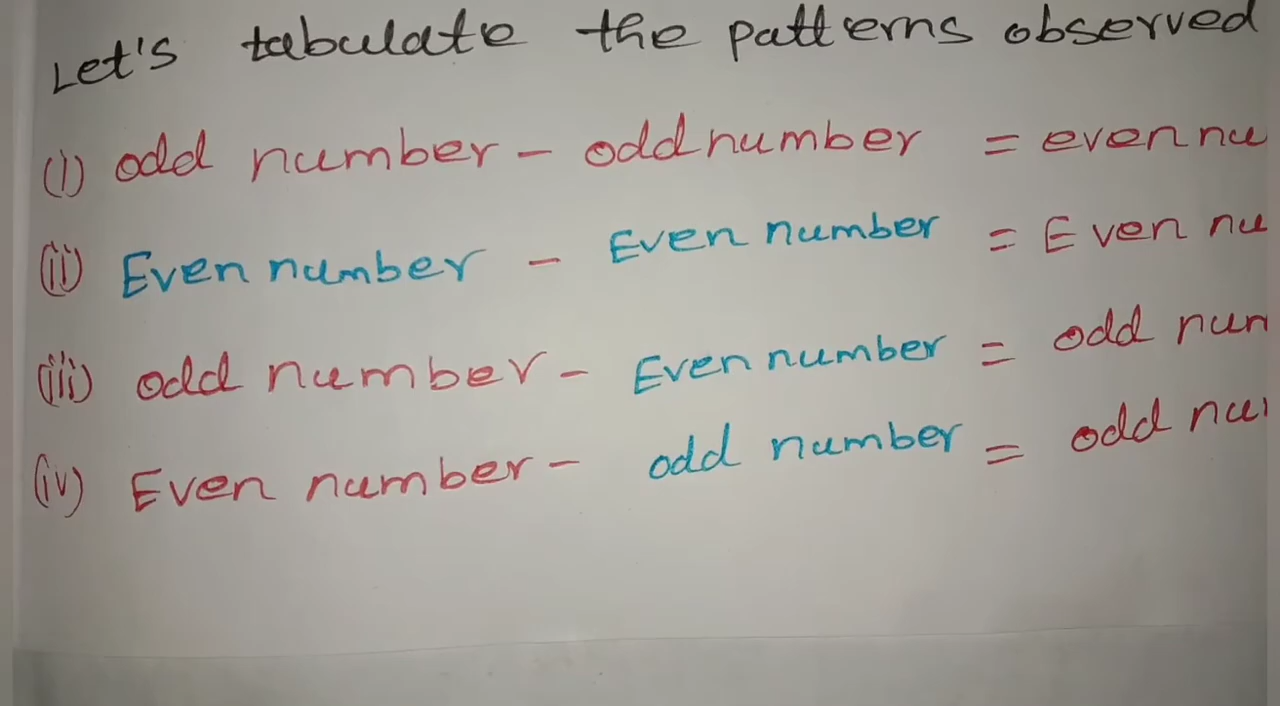 Let's tabulate the patterns observed
(i) odd number - odd number = even nu
(ii) Even number - Even number = Even nu
(iii) odd number - Even number = odd num
(iv) Even number - odd number = odd nu